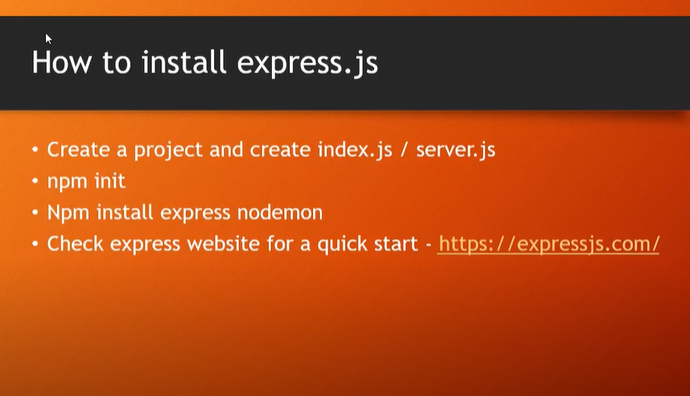 How to install express.js
• Create a project and create index.js / server.js
• npm init
• Npm install express nodemon
• Check express website for a quick start - https://expressjs.com/